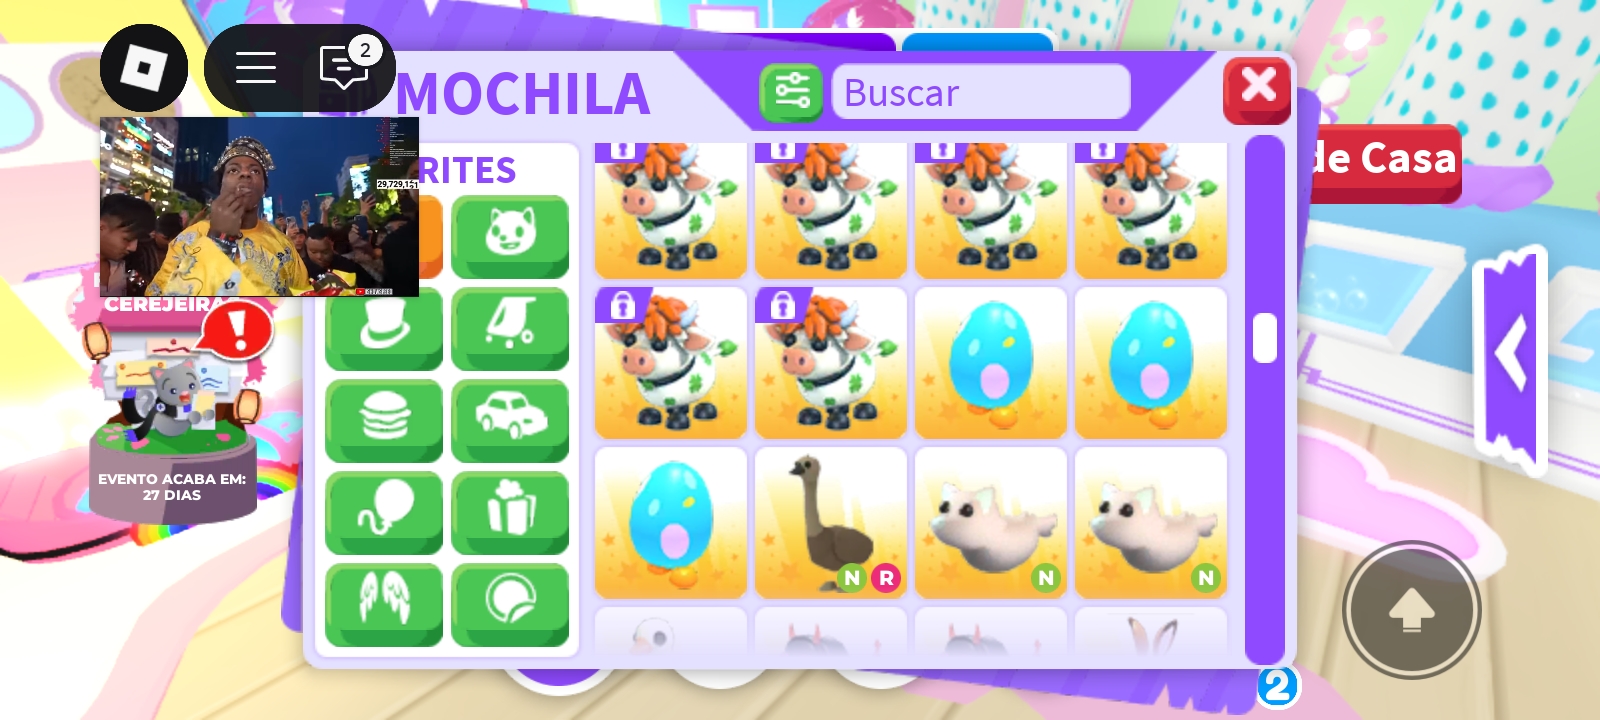 2
MOCHILA
Buscar
RITES
de Casa
CEREJEIRA
EVENTO ACABA EM:
27 DIAS
N
R
N
N
2